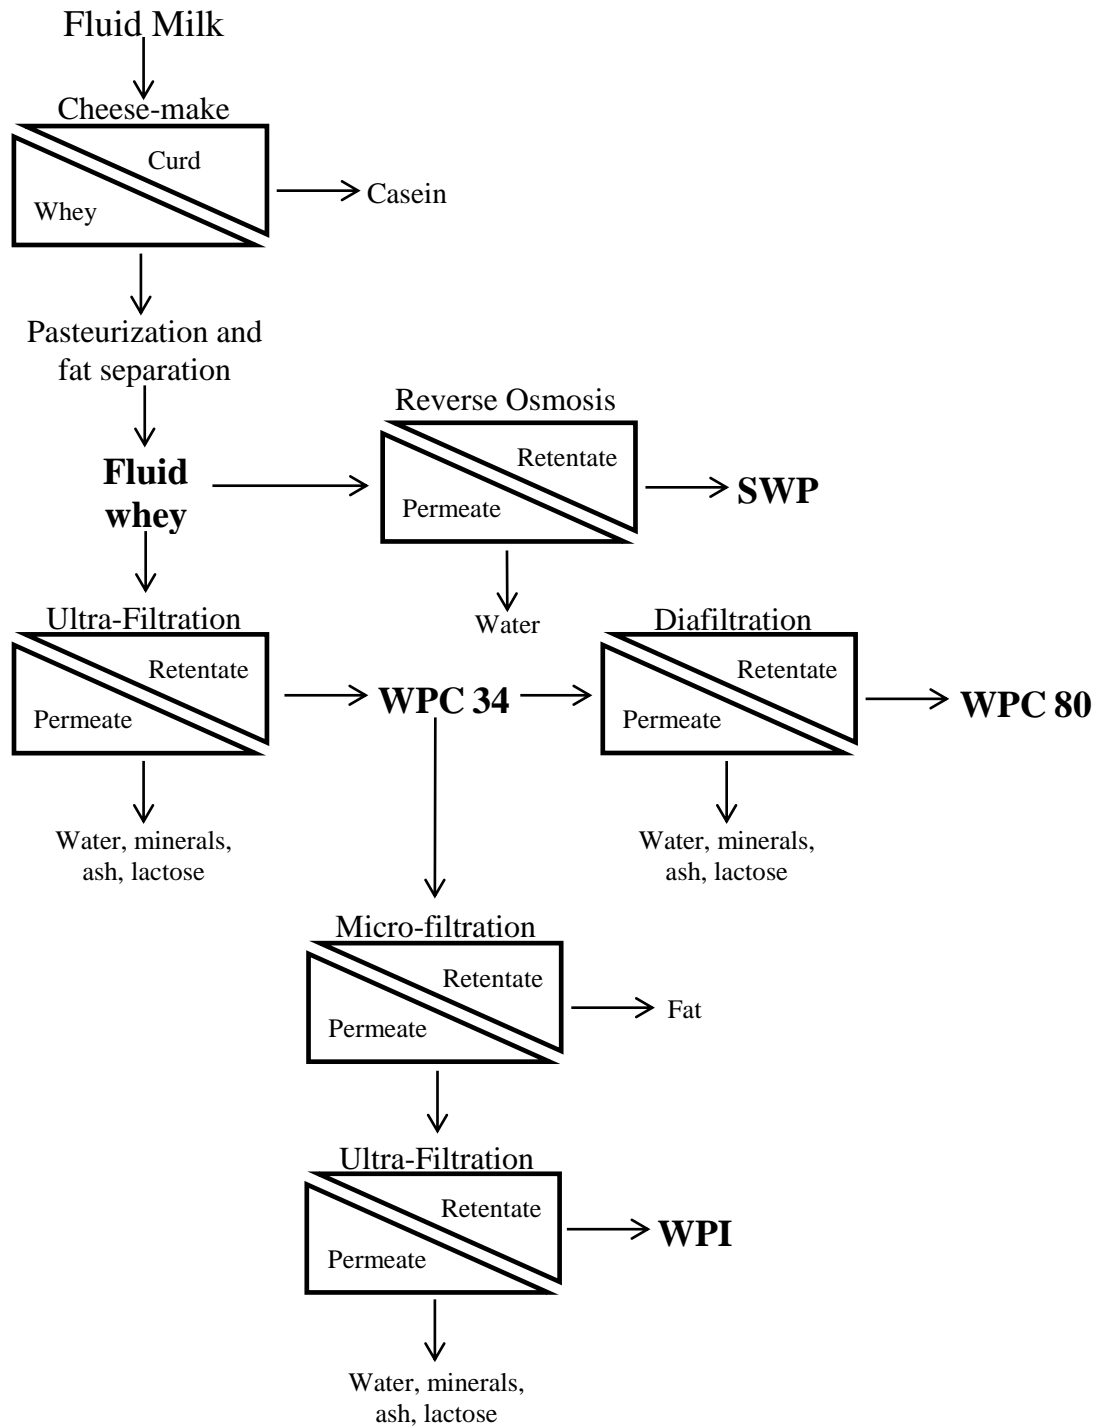 Fluid Milk
Cheese-make
Curd
Whey
Casein
Pasteurization and
fat separation
Fluid
whey
Reverse Osmosis
Retentate
Permeate
SWP
Water
Ultra-Filtration
Retentate
Permeate
Water, minerals,
ash, lactose
WPC 34
Diafiltration
Retentate
Permeate
WPC 80
Water, minerals,
ash, lactose
Micro-filtration
Retentate
Permeate
Fat
Ultra-Filtration
Retentate
Permeate
WPI
Water, minerals,
ash, lactose